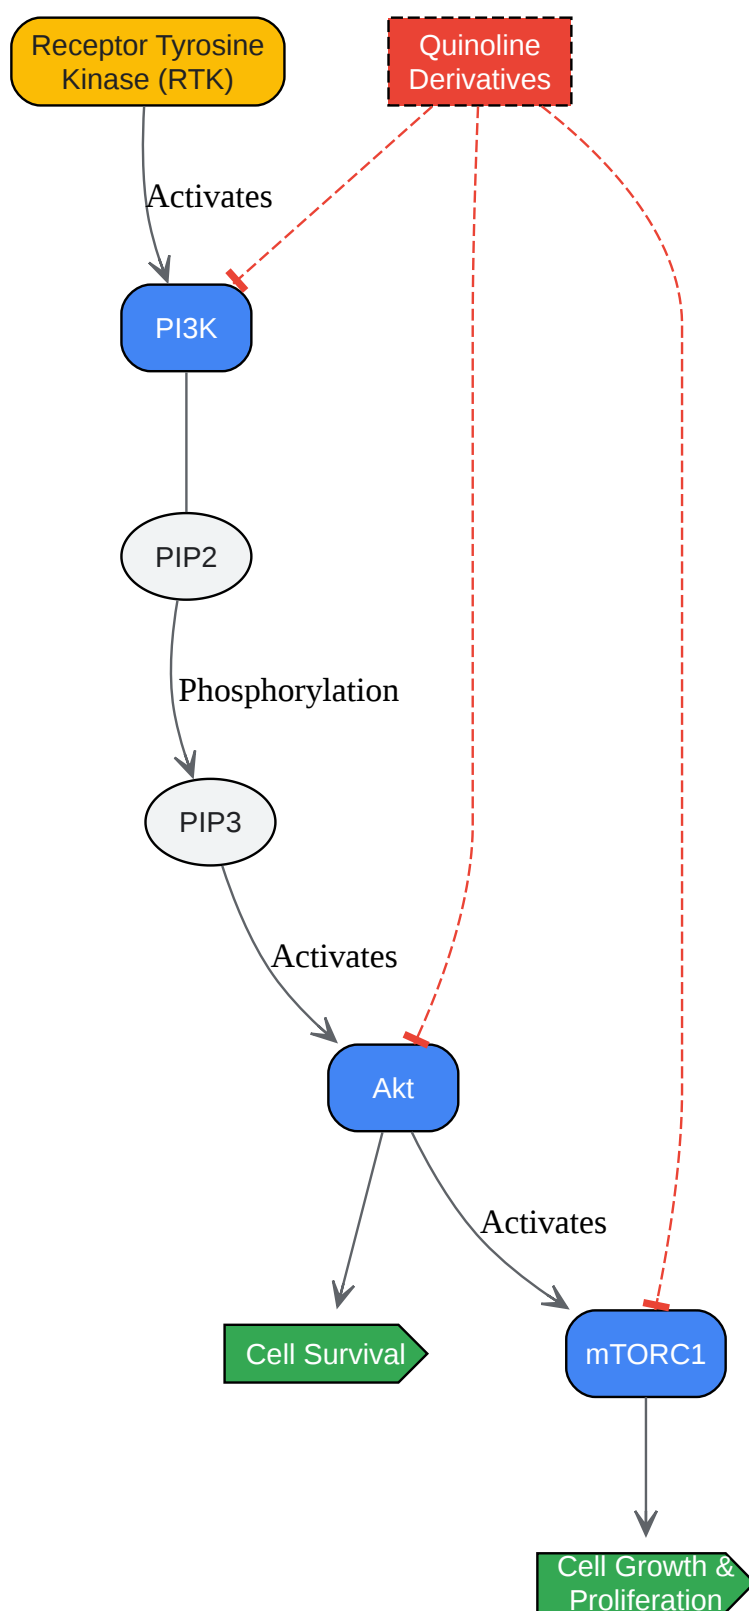 Receptor Tyrosine
Kinase (RTK)
Quinoline
Derivatives
Activates
PI3K
PIP2
Phosphorylation
PIP3
Activates
Akt
Activates
Cell Survival
mTORC1
Cell Growth &
Proliferation